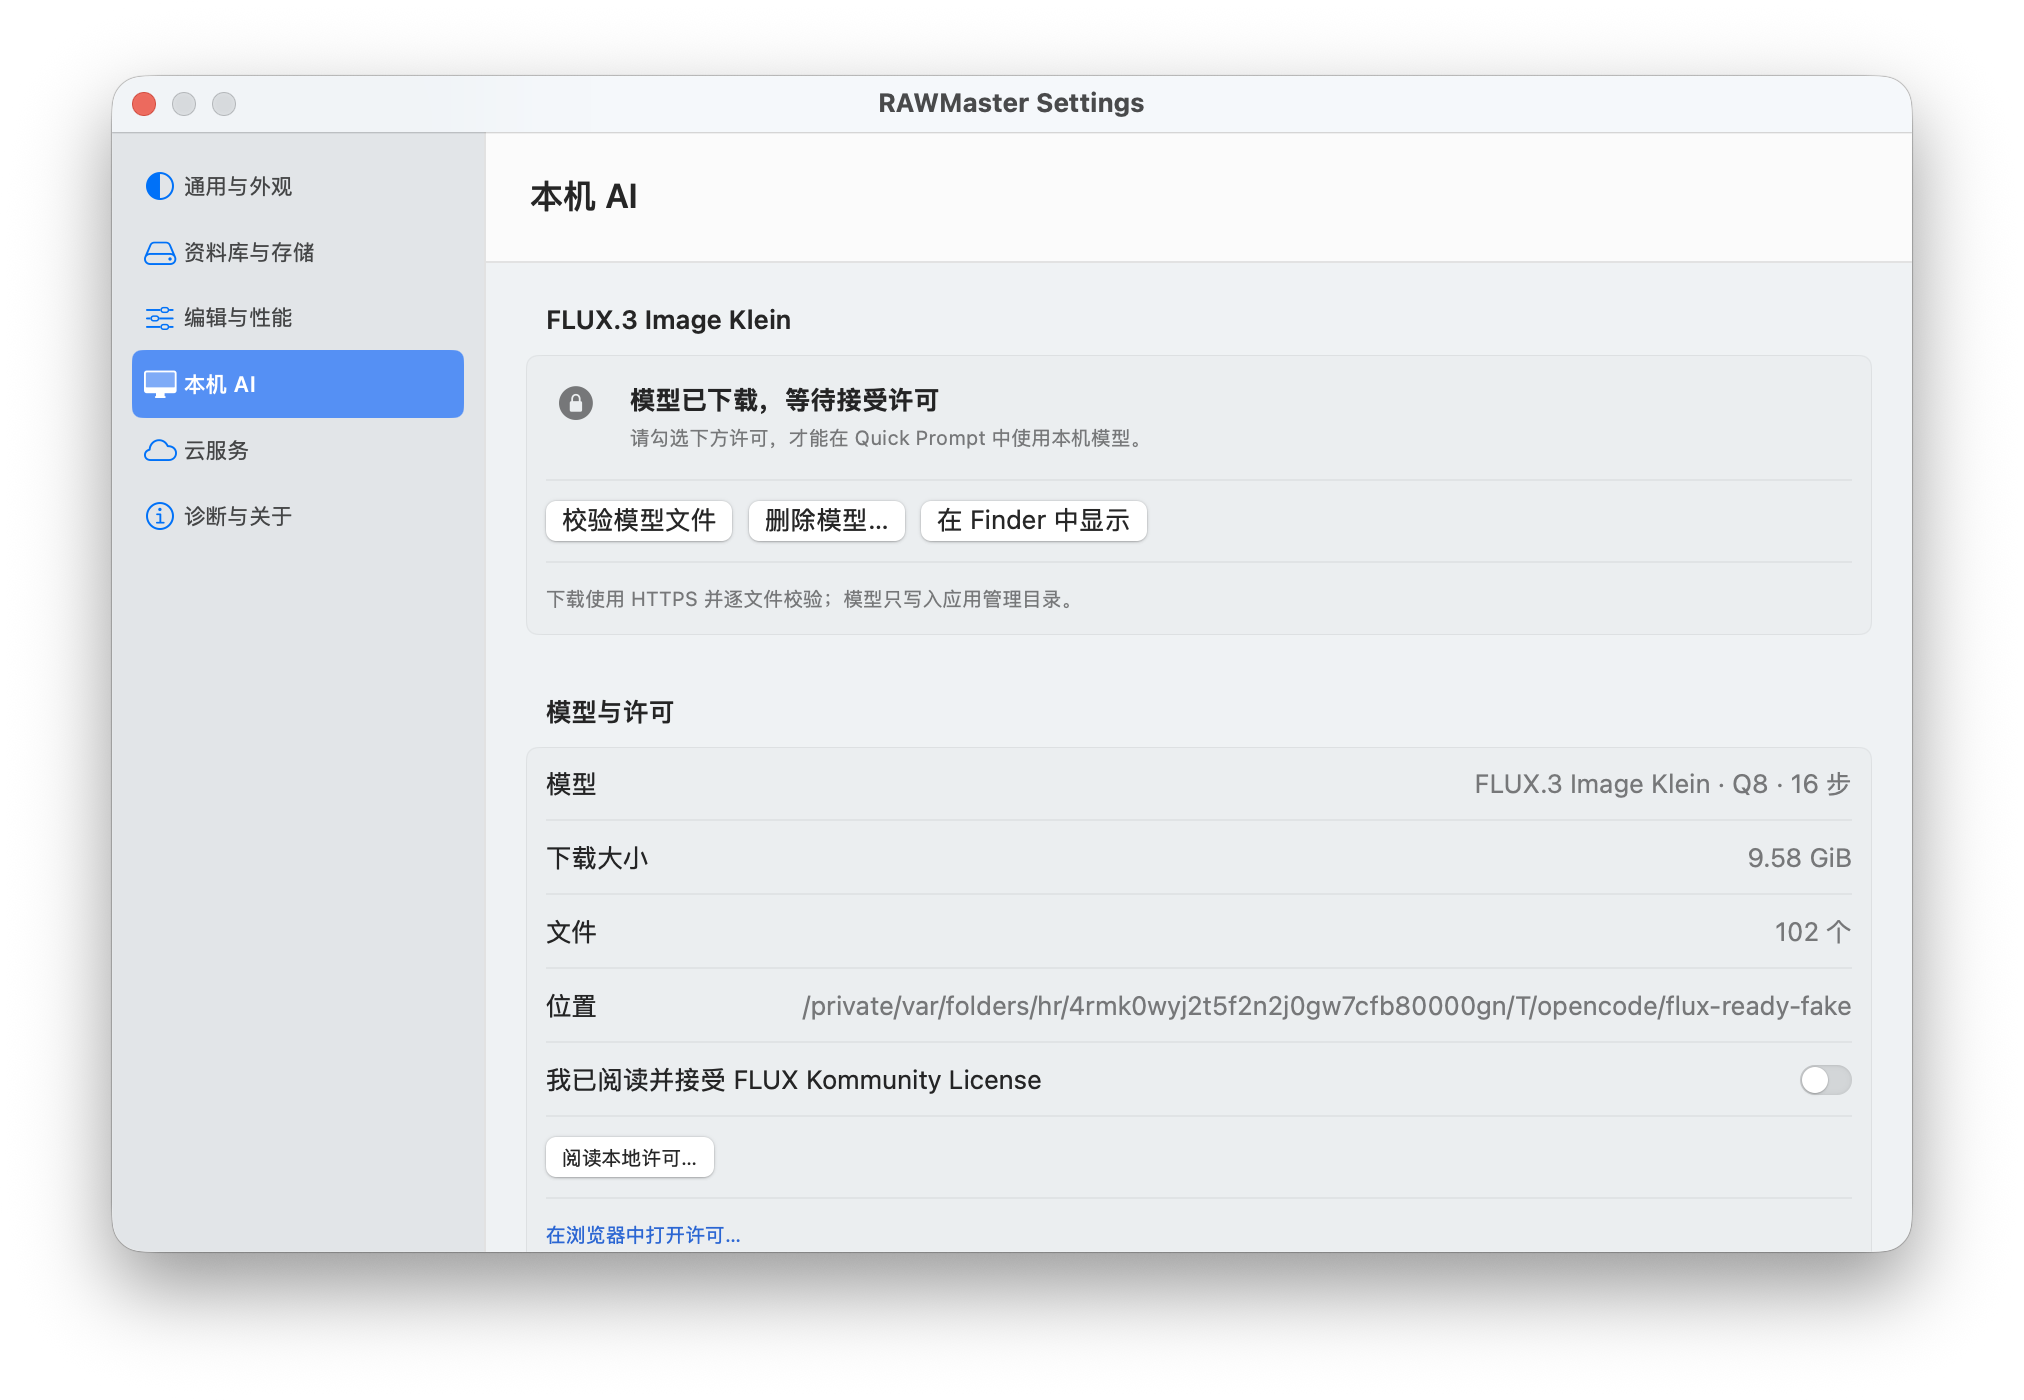 RAWMaster Settings
通用与外观
资料库与存储
编辑与性能
本机 AI
云服务
诊断与关于
本机 AI
FLUX.3 Image Klein
模型已下载，等待接受许可
请勾选下方许可，才能在 Quick Prompt 中使用本机模型。
校验模型文件 删除模型... 在 Finder 中显示
下载使用 HTTPS 并逐文件校验；模型只写入应用管理目录。
模型与许可
模型 FLUX.3 Image Klein · Q8 · 16 步
下载大小 9.58 GiB
文件 102 个
位置 /private/var/folders/hr/4rmk0wyj2t5f2n2j0gw7cfb80000gn/T/opencode/flux-ready-fake
我已阅读并接受 FLUX Kommunity License
阅读本地许可...
在浏览器中打开许可...